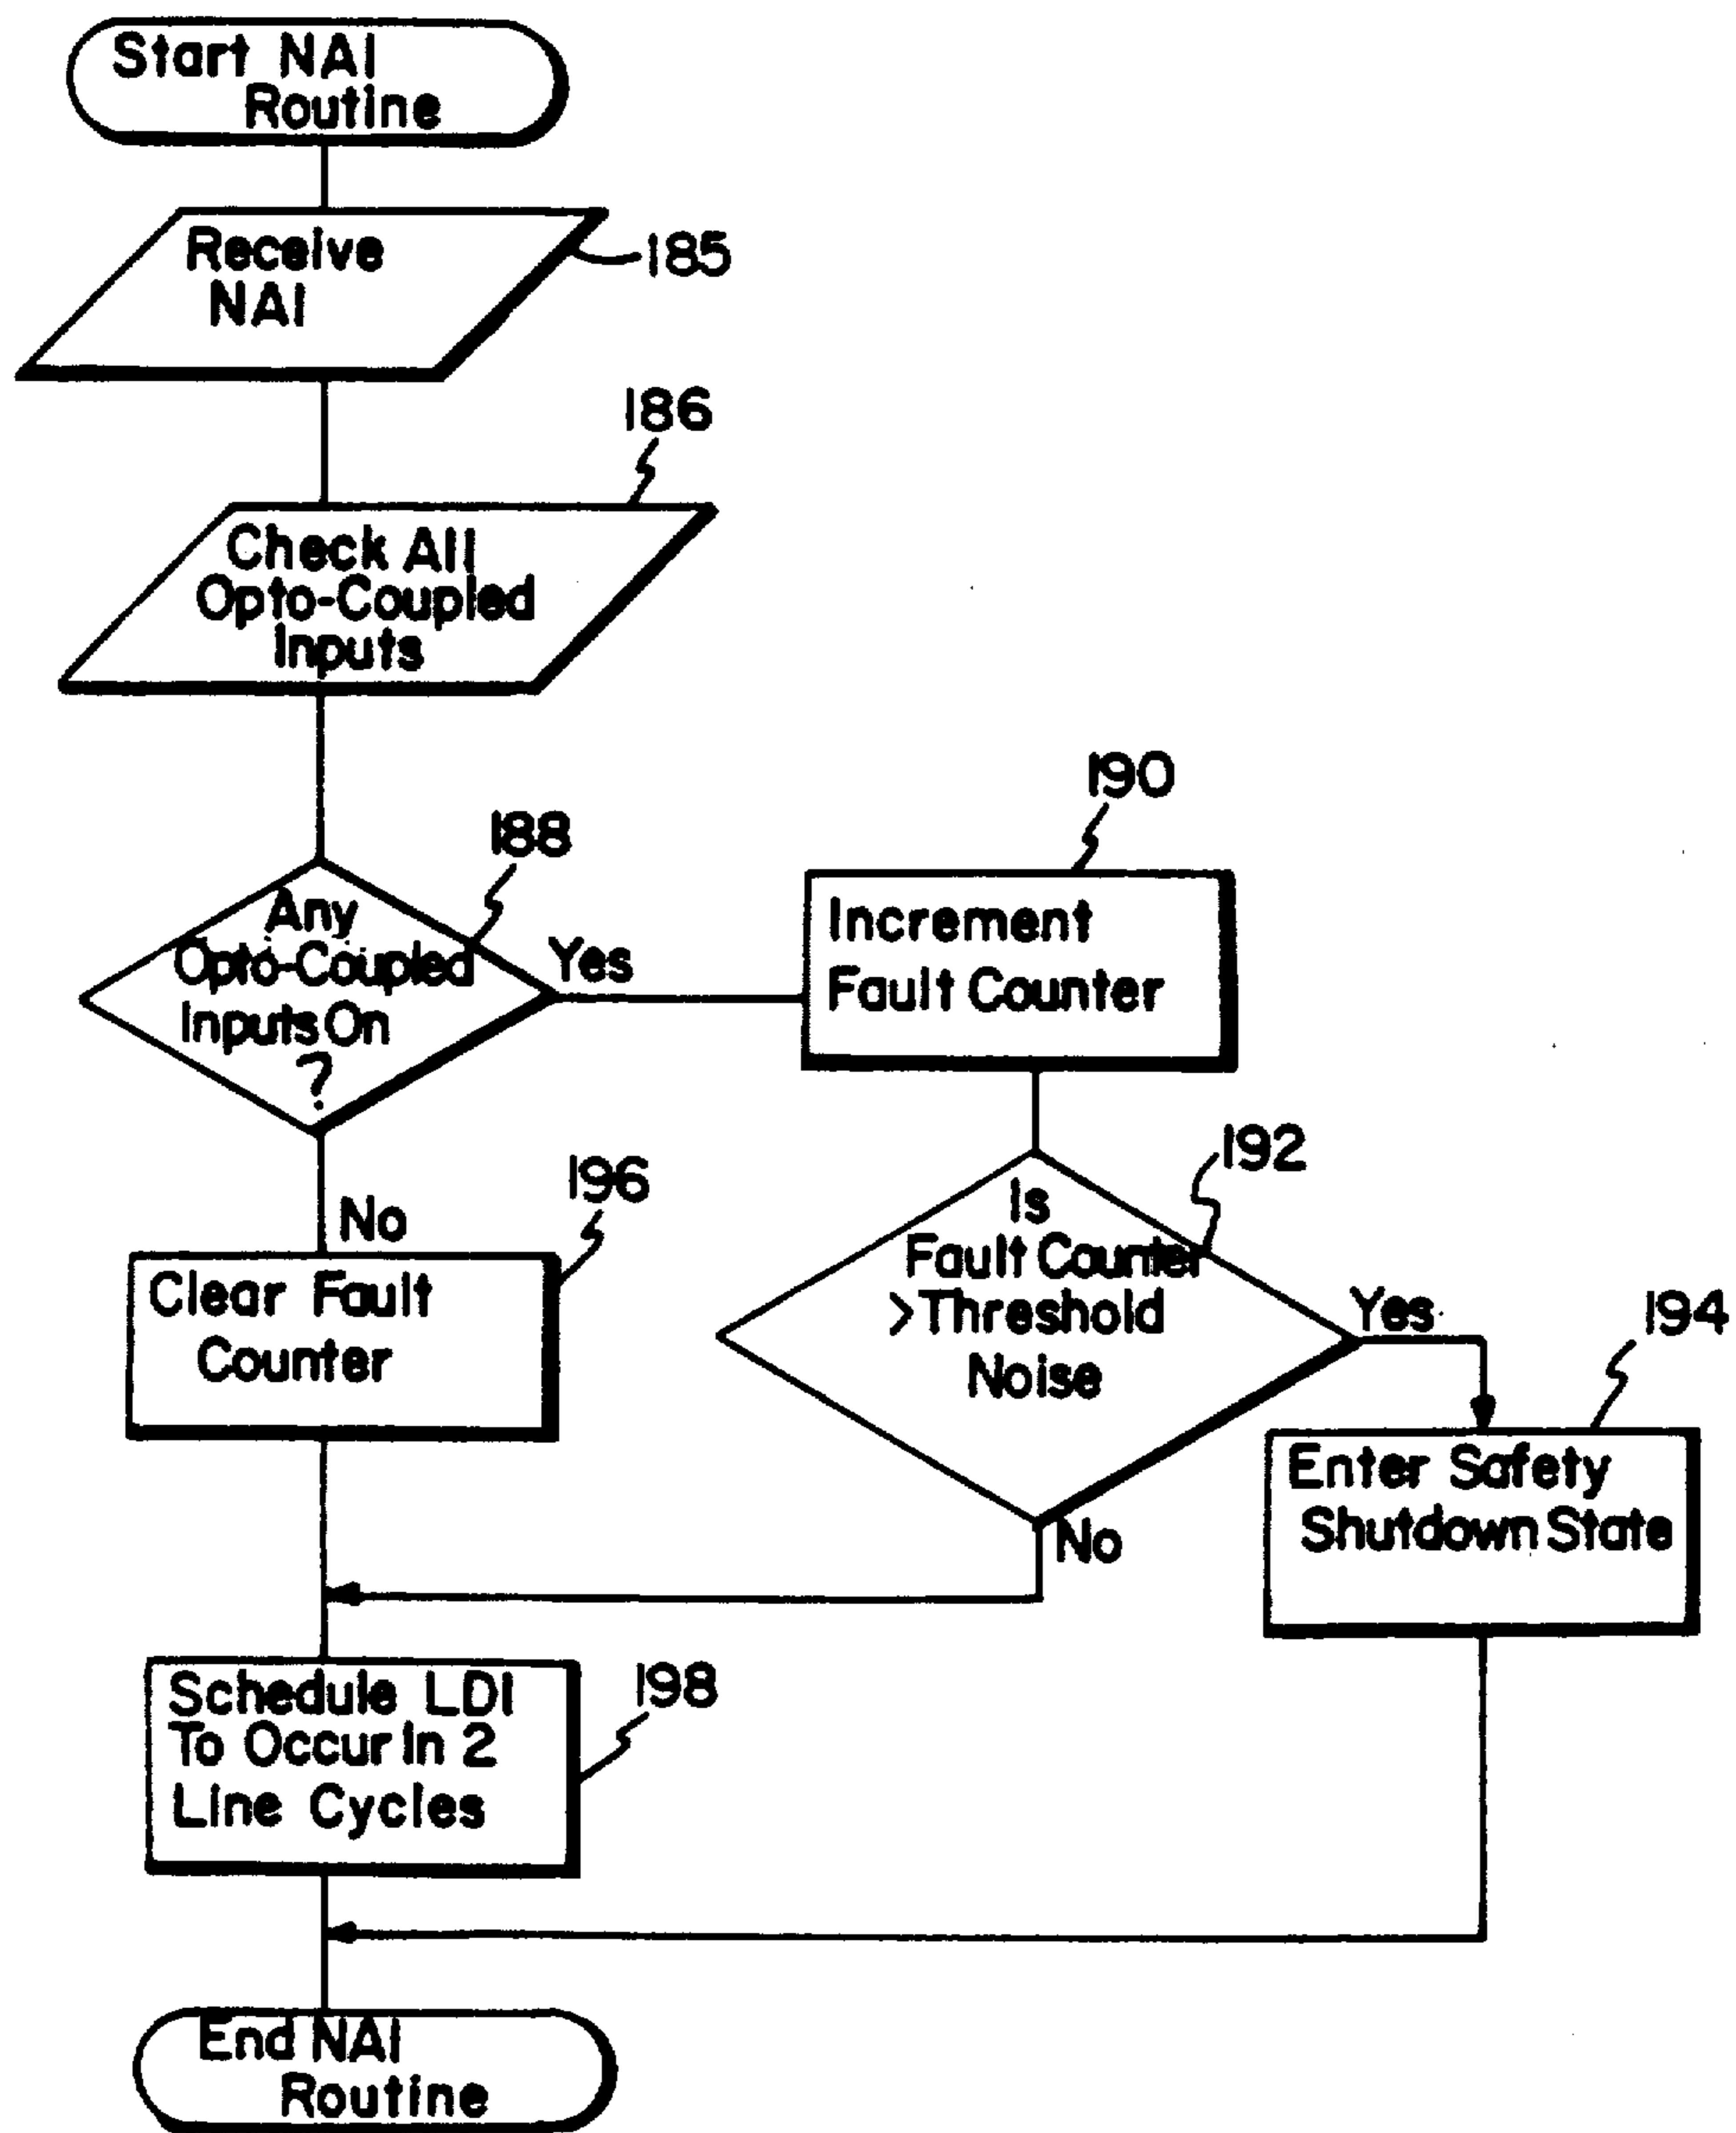 Start NAI
Routine
Receive
NAI
185
186
Check All
Opto-Coupled
Inputs
188
Any
Opto-Coupled
Inputs On
?
Yes
190
Increment
Fault Counter
192
Is
Fault Counter
>Threshold
Noise
Yes
194
Enter Safety
Shutdown State
No
No
196
Clear Fault
Counter
Schedule LDI
To Occur In 2
Line Cycles
198
End NAI
Routine